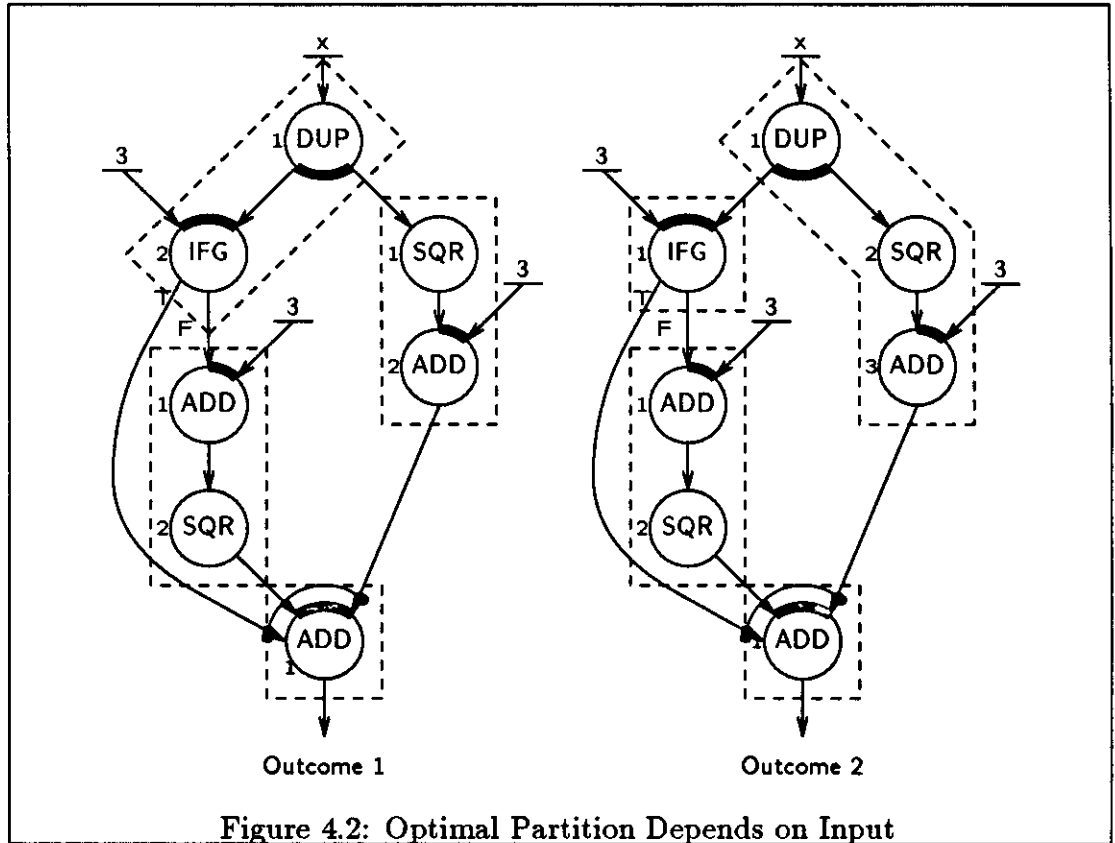 x x
1 DUP 1 DUP
3 3
2 IFG 1 SQR 1 IFG 2 SQR
3 3
T T
F 3 F 3
2 ADD 3 ADD
1 ADD 1 ADD
2 SQR 2 SQR
ADD ADD
1 1
Outcome 1 Outcome 2
Figure 4.2: Optimal Partition Depends on Input